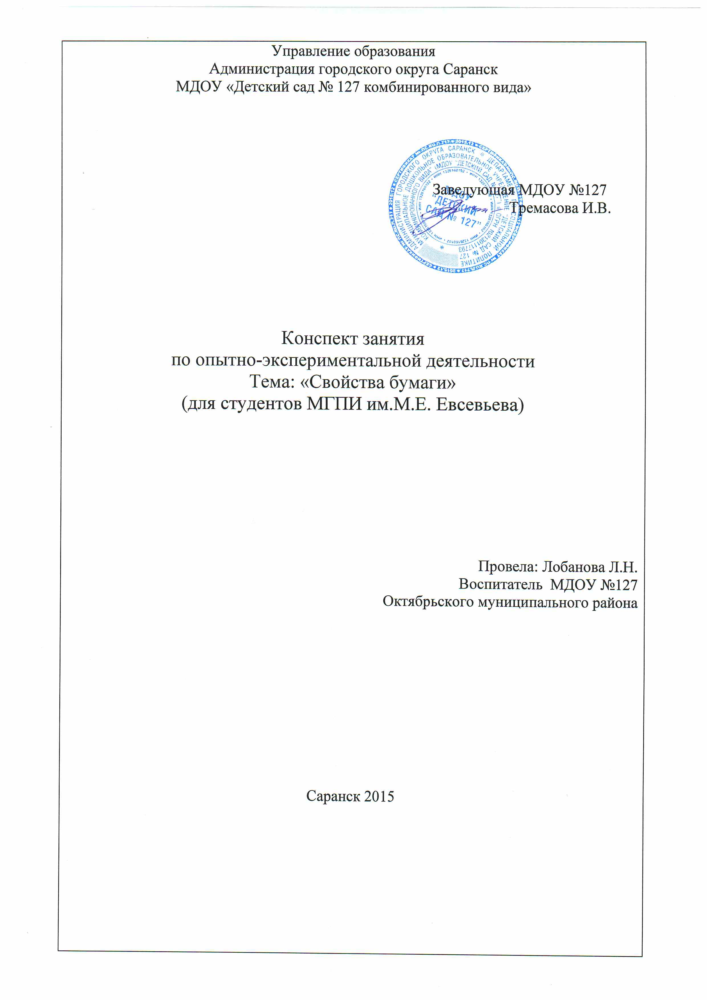 Управление образования
Администрация городского округа Саранск
МДОУ «Детский сад № 127 комбинированного вида»
АДМИНИСТРАЦИЯ ГОРОДСКОГО ОКРУГА САРАНСК * ДЕПАРТАМЕНТ ПО СОЦИАЛЬНОЙ ПОЛИТИКЕ
МУНИЦИПАЛЬНОЕ ДОШКОЛЬНОЕ ОБРАЗОВАТЕЛЬНОЕ УЧРЕЖДЕНИЕ "ДЕТСКИЙ САД № 127
КОМБИНИРОВАННОГО ВИДА" (МДОУ "ДЕТСКИЙ САД № 127") * ОГРН 1021301117793
ИНН 1328160102
МДОУ
"ДЕТСКИЙ
САД № 127"
Заведующая МДОУ №127
Тремасова И.В.
Конспект занятия
по опытно-экспериментальной деятельности
Тема: «Свойства бумаги»
(для студентов МГПИ им.М.Е. Евсевьева)
Провела: Лобанова Л.Н.
Воспитатель МДОУ №127
Октябрьского муниципального района
Саранск 2015